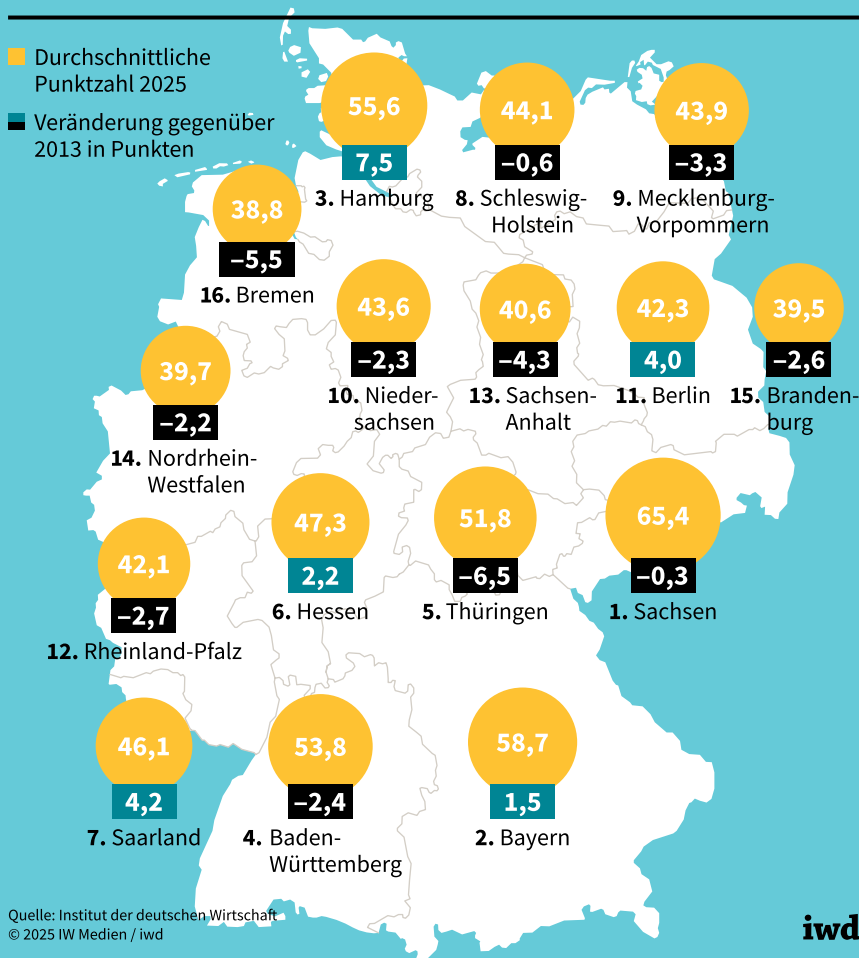 Durchschnittliche
Punktzahl 2025
Veränderung gegenüber
2013 in Punkten
55,6
7,5
3. Hamburg
44,1
–0,6
8. Schleswig-
Holstein
43,9
–3,3
9. Mecklenburg-
Vorpommern
38,8
–5,5
16. Bremen
43,6
–2,3
10. Nieder-
sachsen
40,6
–4,3
13. Sachsen-
Anhalt
42,3
4,0
11. Berlin
39,5
–2,6
15. Branden-
burg
39,7
–2,2
14. Nordrhein-
Westfalen
47,3
2,2
6. Hessen
51,8
–6,5
5. Thüringen
65,4
–0,3
1. Sachsen
42,1
–2,7
12. Rheinland-Pfalz
46,1
4,2
7. Saarland
53,8
–2,4
4. Baden-
Württemberg
58,7
1,5
2. Bayern
Quelle: Institut der deutschen Wirtschaft
© 2025 IW Medien / iwd
iwd